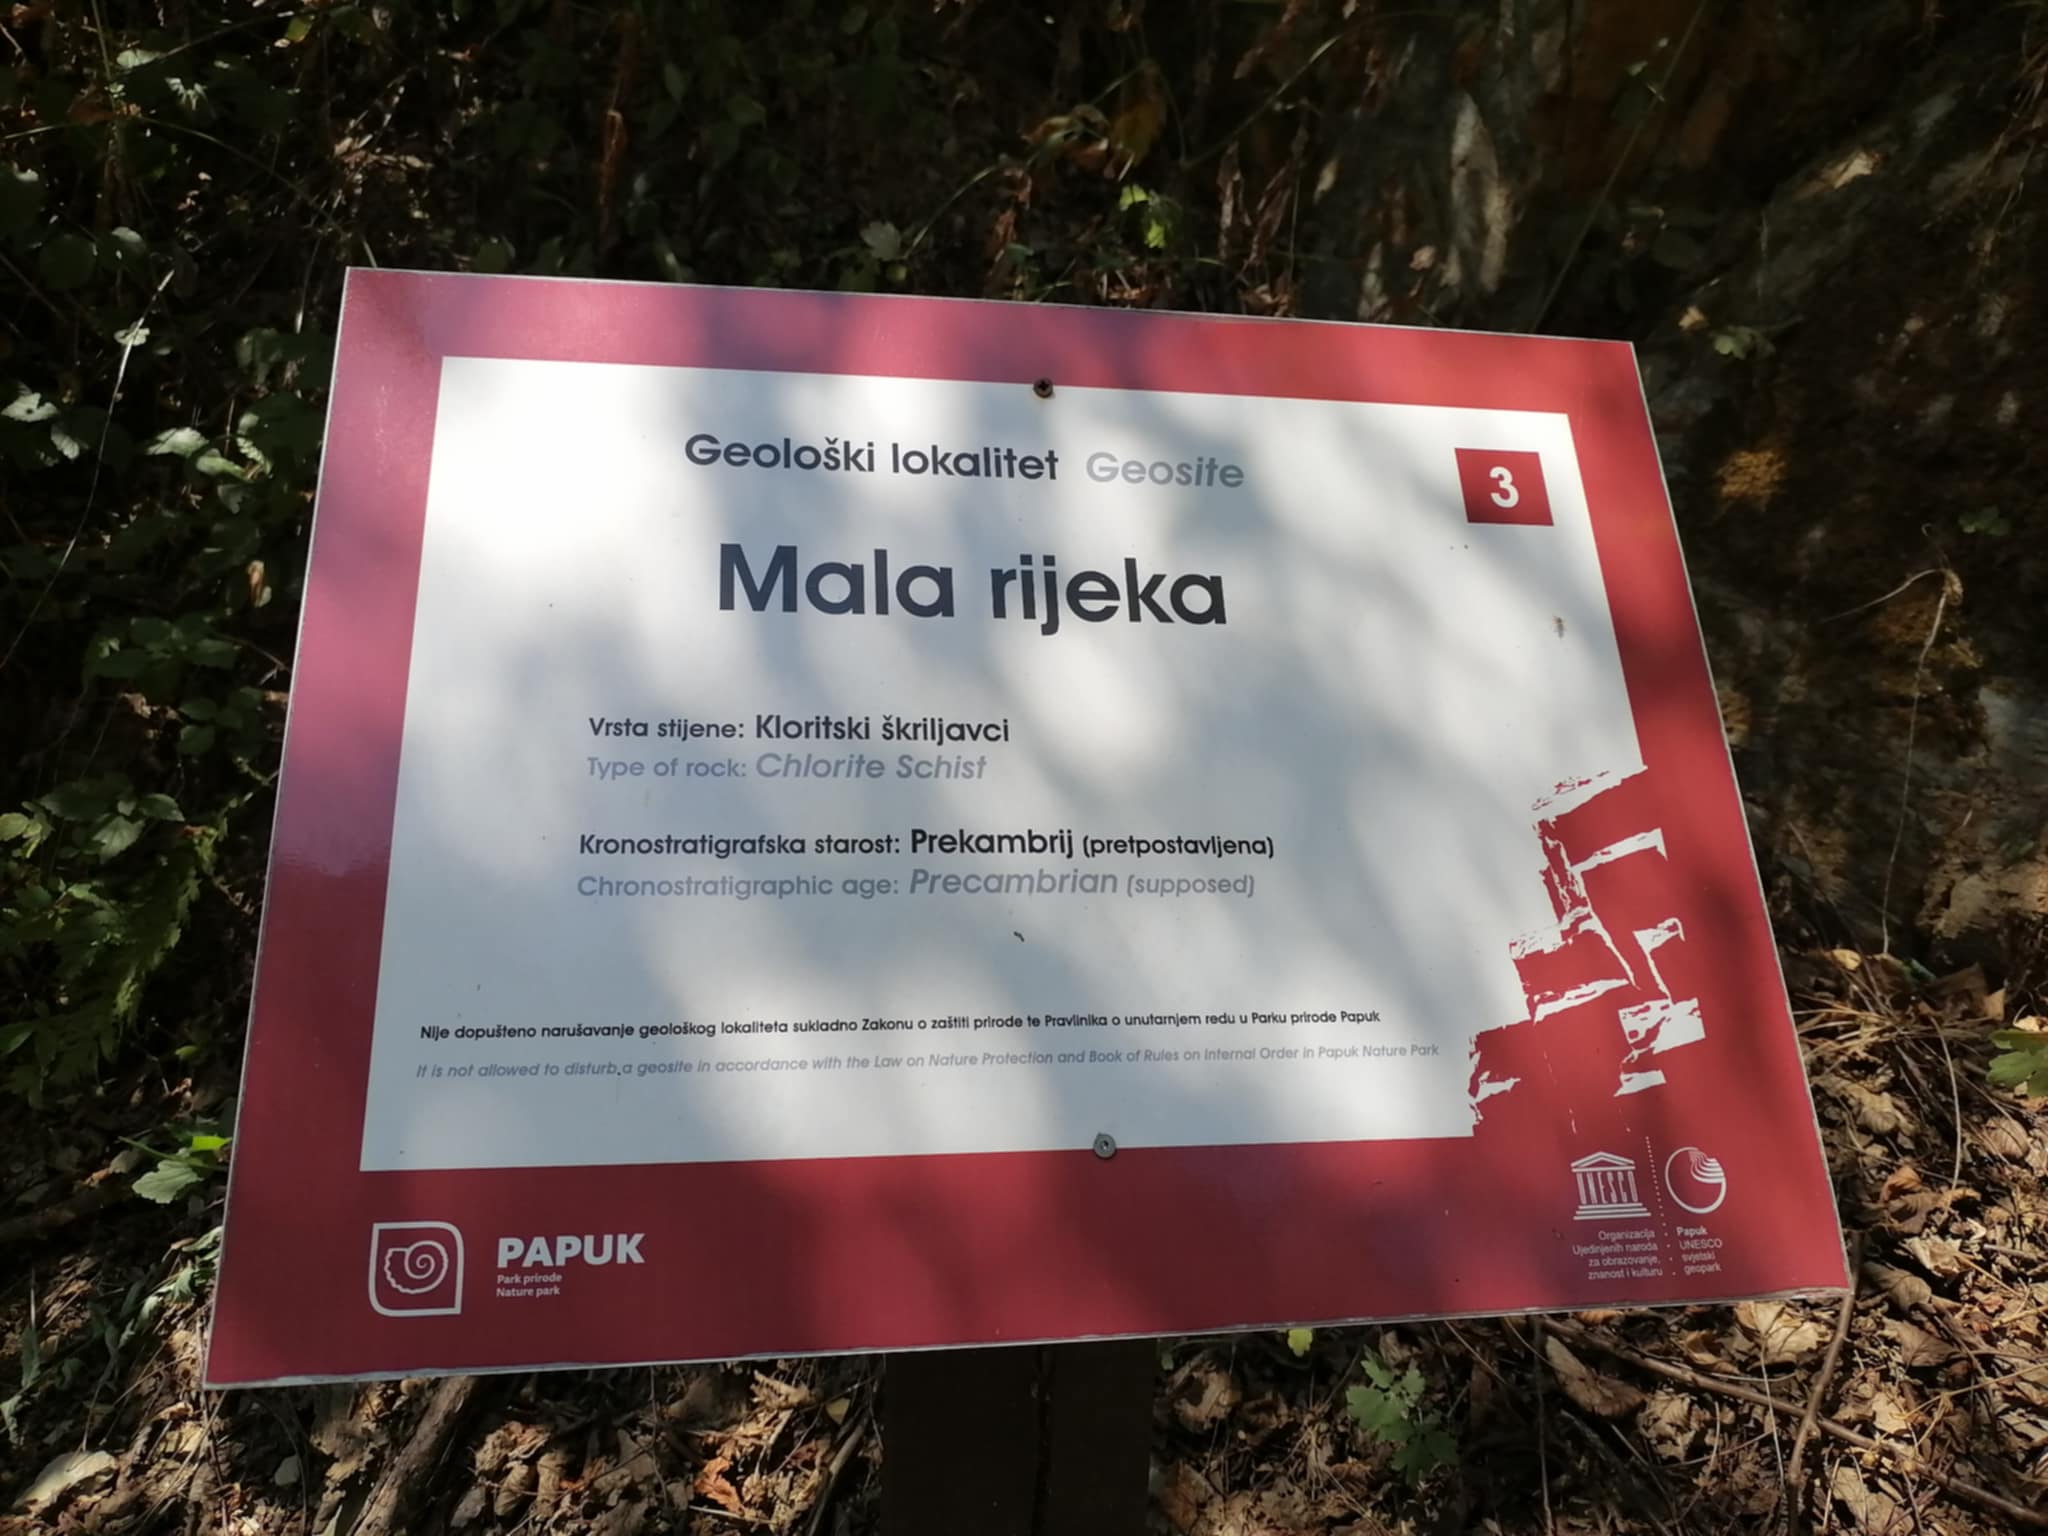 Geološki lokalitet Geosite
3
Mala rijeka
Vrsta stijene: Kloritski škriljavci
Type of rock: Chlorite Schist
Kronostratigrafska starost: Prekambrij (pretpostavljena)
Chronostratigraphic age: Precambrian (supposed)
Nije dopušteno narušavanje geološkog lokaliteta sukladno Zakonu o zaštiti prirode te Pravilnika o unutarnjem redu u Parku prirode Papuk
It is not allowed to disturb a geosite in accordance with the Law on Nature Protection and Book of Rules on Internal Order in Papuk Nature Park
PAPUK
Park prirode
Nature park
UNESCO
Organizacija
Ujedinjenih naroda
za obrazovanje,
znanost i kulturu
Papuk
UNESCO
svjetski
geopark